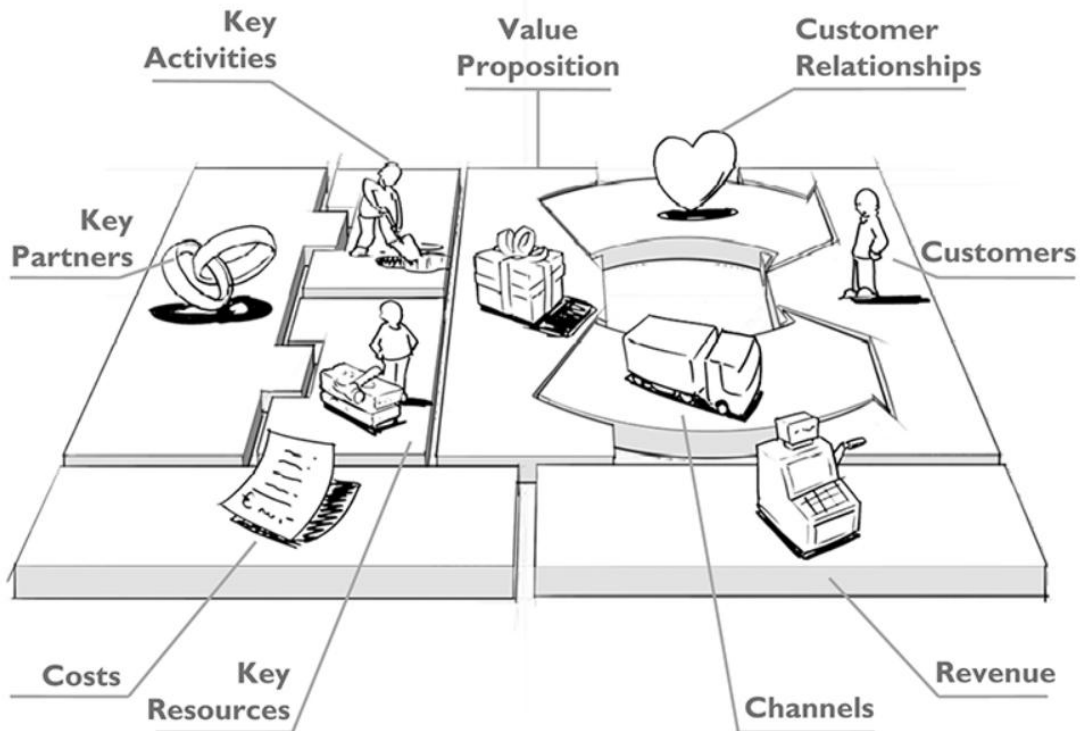 Key
Activities
Value
Proposition
Customer
Relationships
Key
Partners
Customers
Costs
Key
Resources
Channels
Revenue